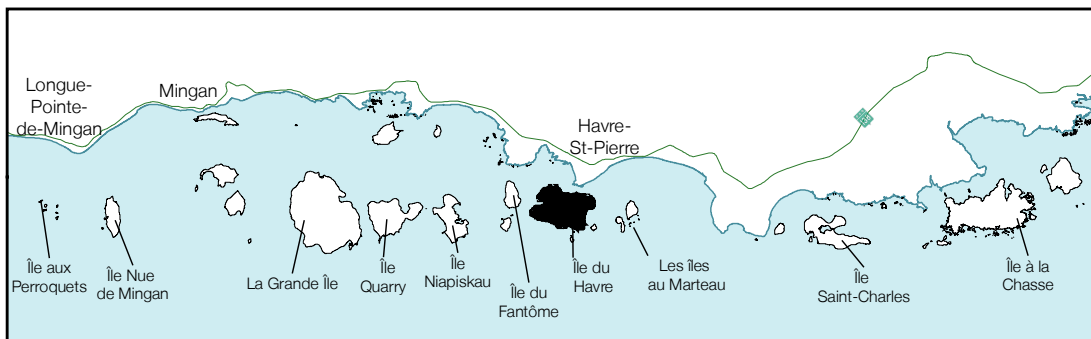 Longue-
Pointe-
de-Mingan
Mingan
Havre-
St-Pierre
Île aux
Perroquets
Île Nue
de Mingan
La Grande Île
Île
Quarry
Île
Niapiskau
Île du
Fantôme
Île du
Havre
Les îles
au Marteau
Île
Saint-Charles
Île à la
Chasse